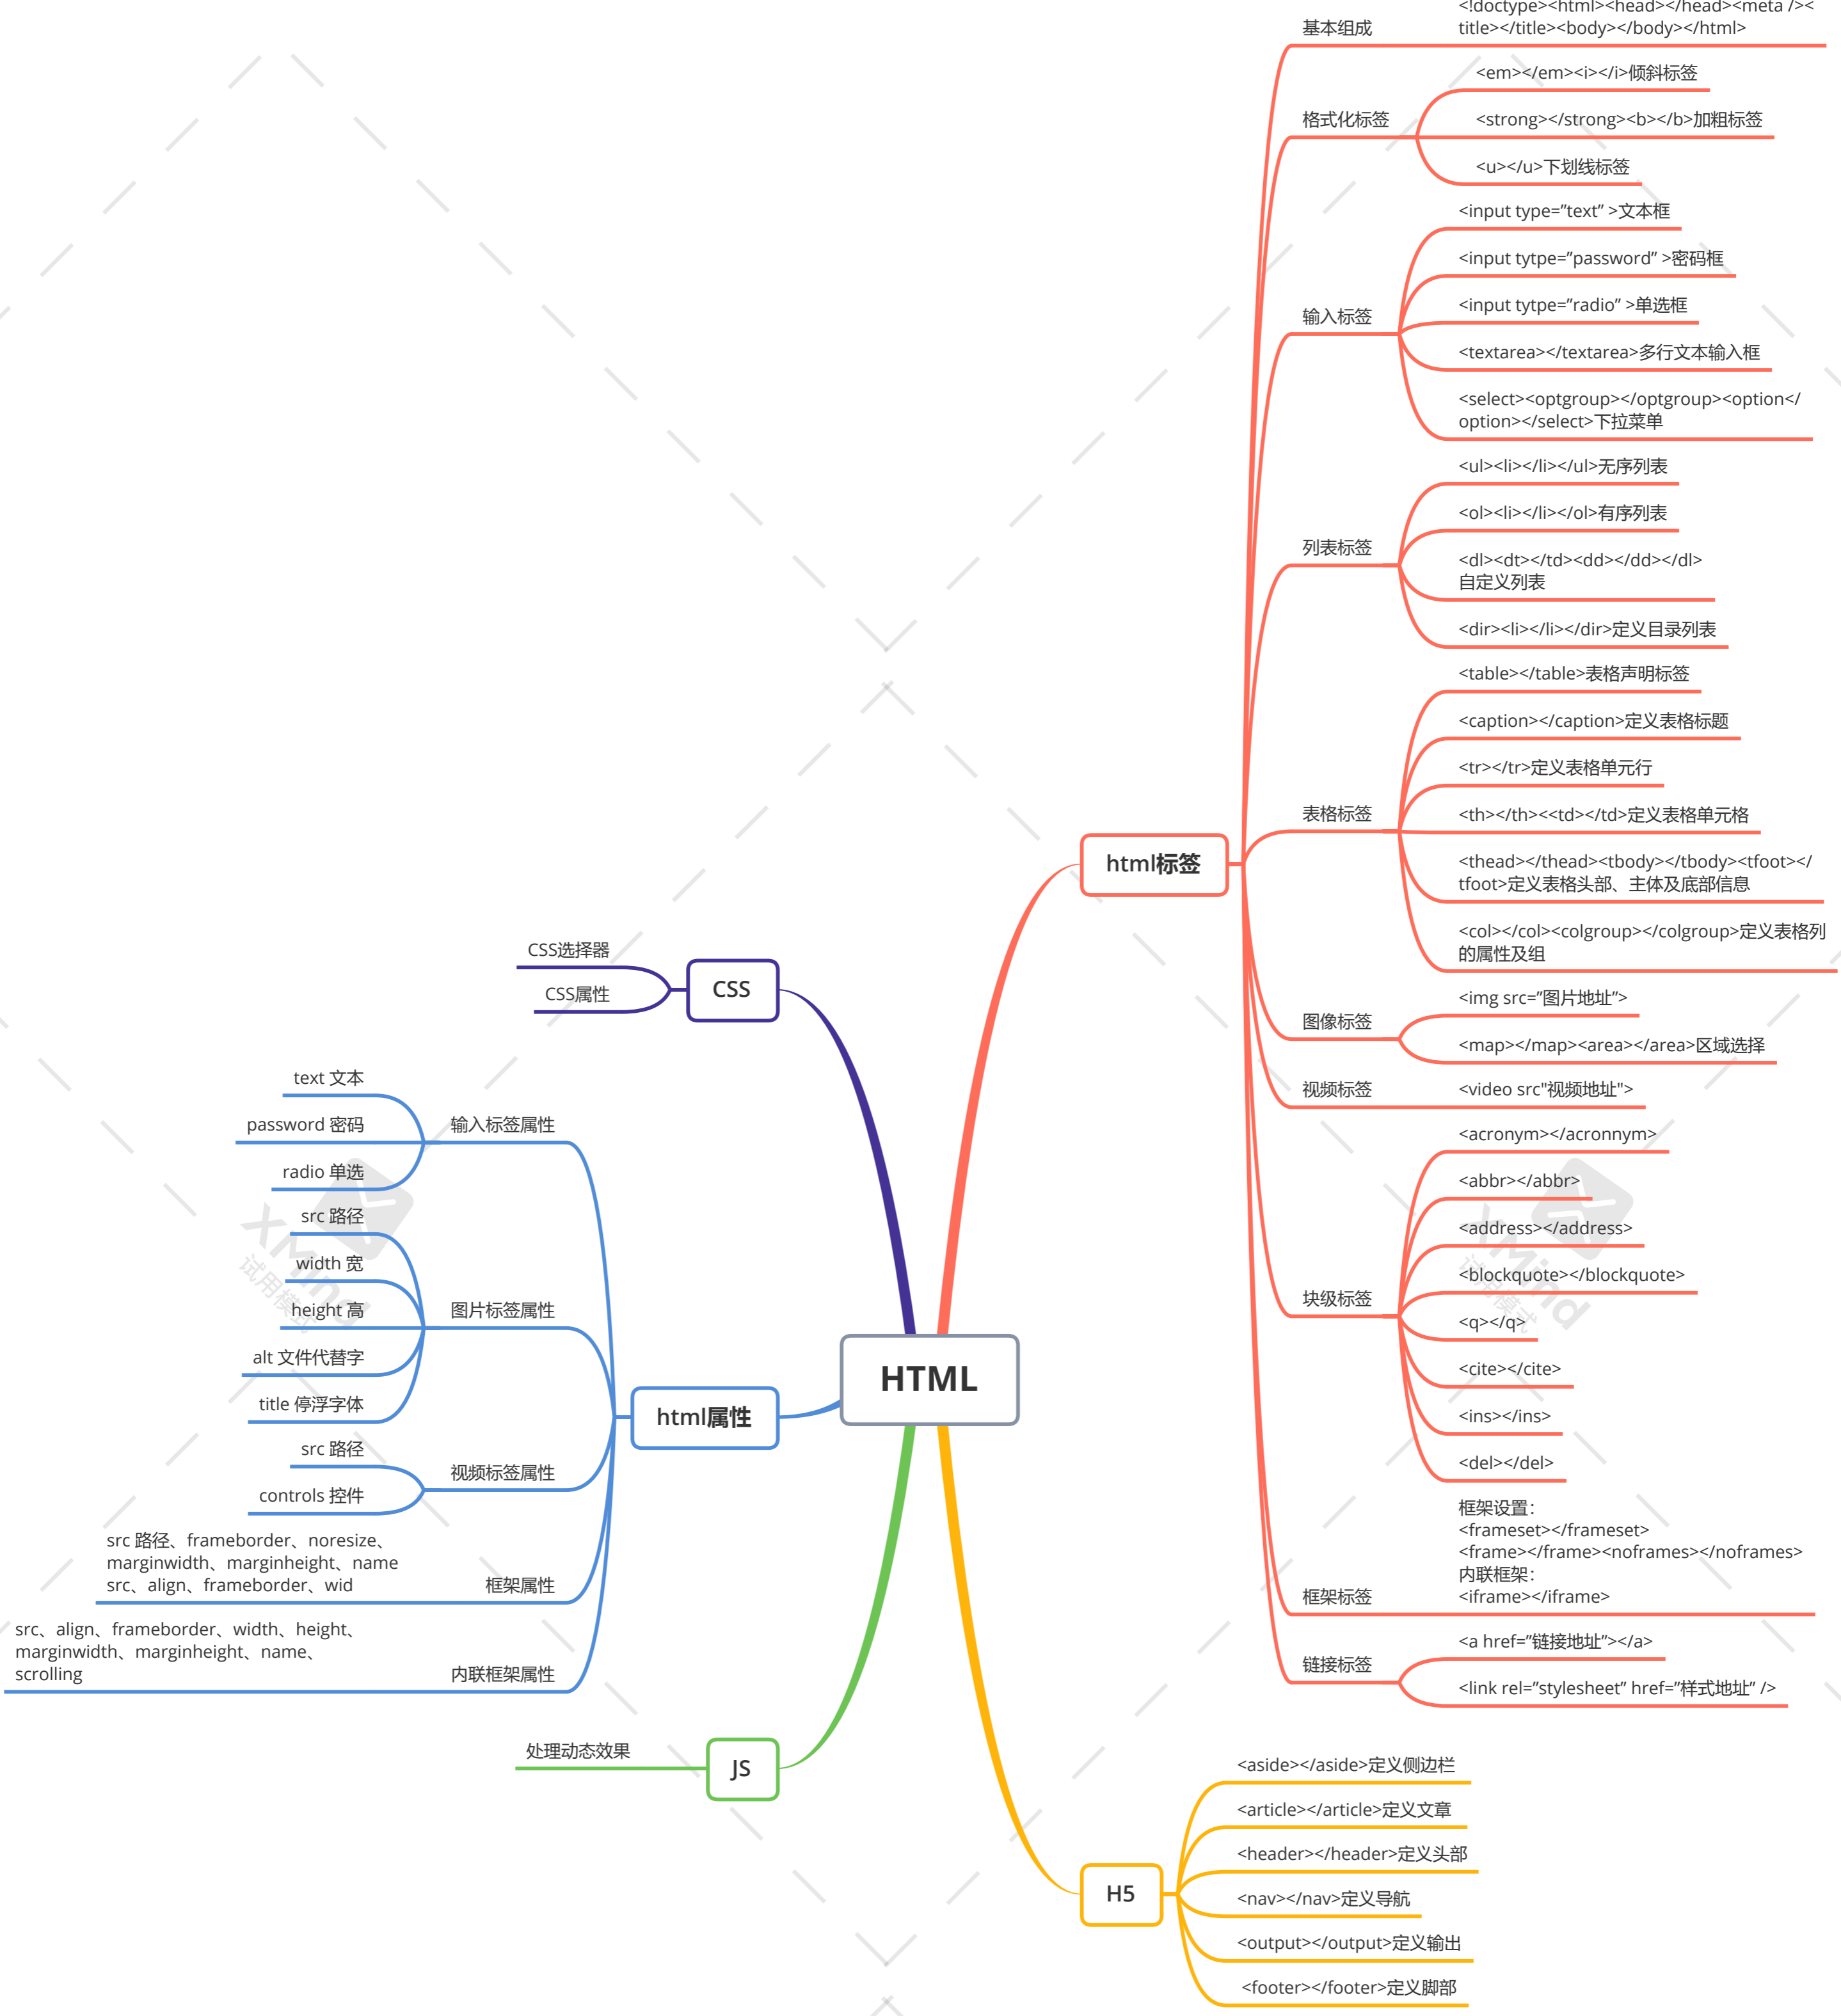 HTML
html标签
基本组成
<!doctype><html><head></head><meta /><
title></title><body></body></html>
格式化标签
<em></em><i></i>倾斜标签
<strong></strong><b></b>加粗标签
<u></u>下划线标签
输入标签
<input type=”text” >文本框
<input tytpe=”password” >密码框
<input tytpe=”radio” >单选框
<textarea></textarea>多行文本输入框
<select><optgroup></optgroup><option</
option></select>下拉菜单
列表标签
<ul><li></li></ul>无序列表
<ol><li></li></ol>有序列表
<dl><dt></td><dd></dd></dl>
自定义列表
<dir><li></li></dir>定义目录列表
表格标签
<table></table>表格声明标签
<caption></caption>定义表格标题
<tr></tr>定义表格单元行
<th></th><<td></td>定义表格单元格
<thead></thead><tbody></tbody><tfoot></
tfoot>定义表格头部、主体及底部信息
<col></col><colgroup></colgroup>定义表格列
的属性及组
图像标签
<img src=”图片地址”>
<map></map><area></area>区域选择
视频标签
<video src"视频地址">
块级标签
<acronym></acronnym>
<abbr></abbr>
<address></address>
<blockquote></blockquote>
<q></q>
<cite></cite>
<ins></ins>
<del></del>
框架标签
框架设置：
<frameset></frameset>
<frame></frame><noframes></noframes>
内联框架：
<iframe></iframe>
链接标签
<a href=”链接地址”></a>
<link rel=”stylesheet” href=”样式地址” />
H5
<aside></aside>定义侧边栏
<article></article>定义文章
<header></header>定义头部
<nav></nav>定义导航
<output></output>定义输出
<footer></footer>定义脚部
CSS
CSS选择器
CSS属性
html属性
输入标签属性
text 文本
password 密码
radio 单选
图片标签属性
src 路径
width 宽
height 高
alt 文件代替字
title 停浮字体
视频标签属性
src 路径
controls 控件
框架属性
src 路径、frameborder、noresize、
marginwidth、marginheight、name
src、align、frameborder、wid
内联框架属性
src、align、frameborder、width、height、
marginwidth、marginheight、name、
scrolling
JS
处理动态效果
XMind
试用模式
XMind
试用模式